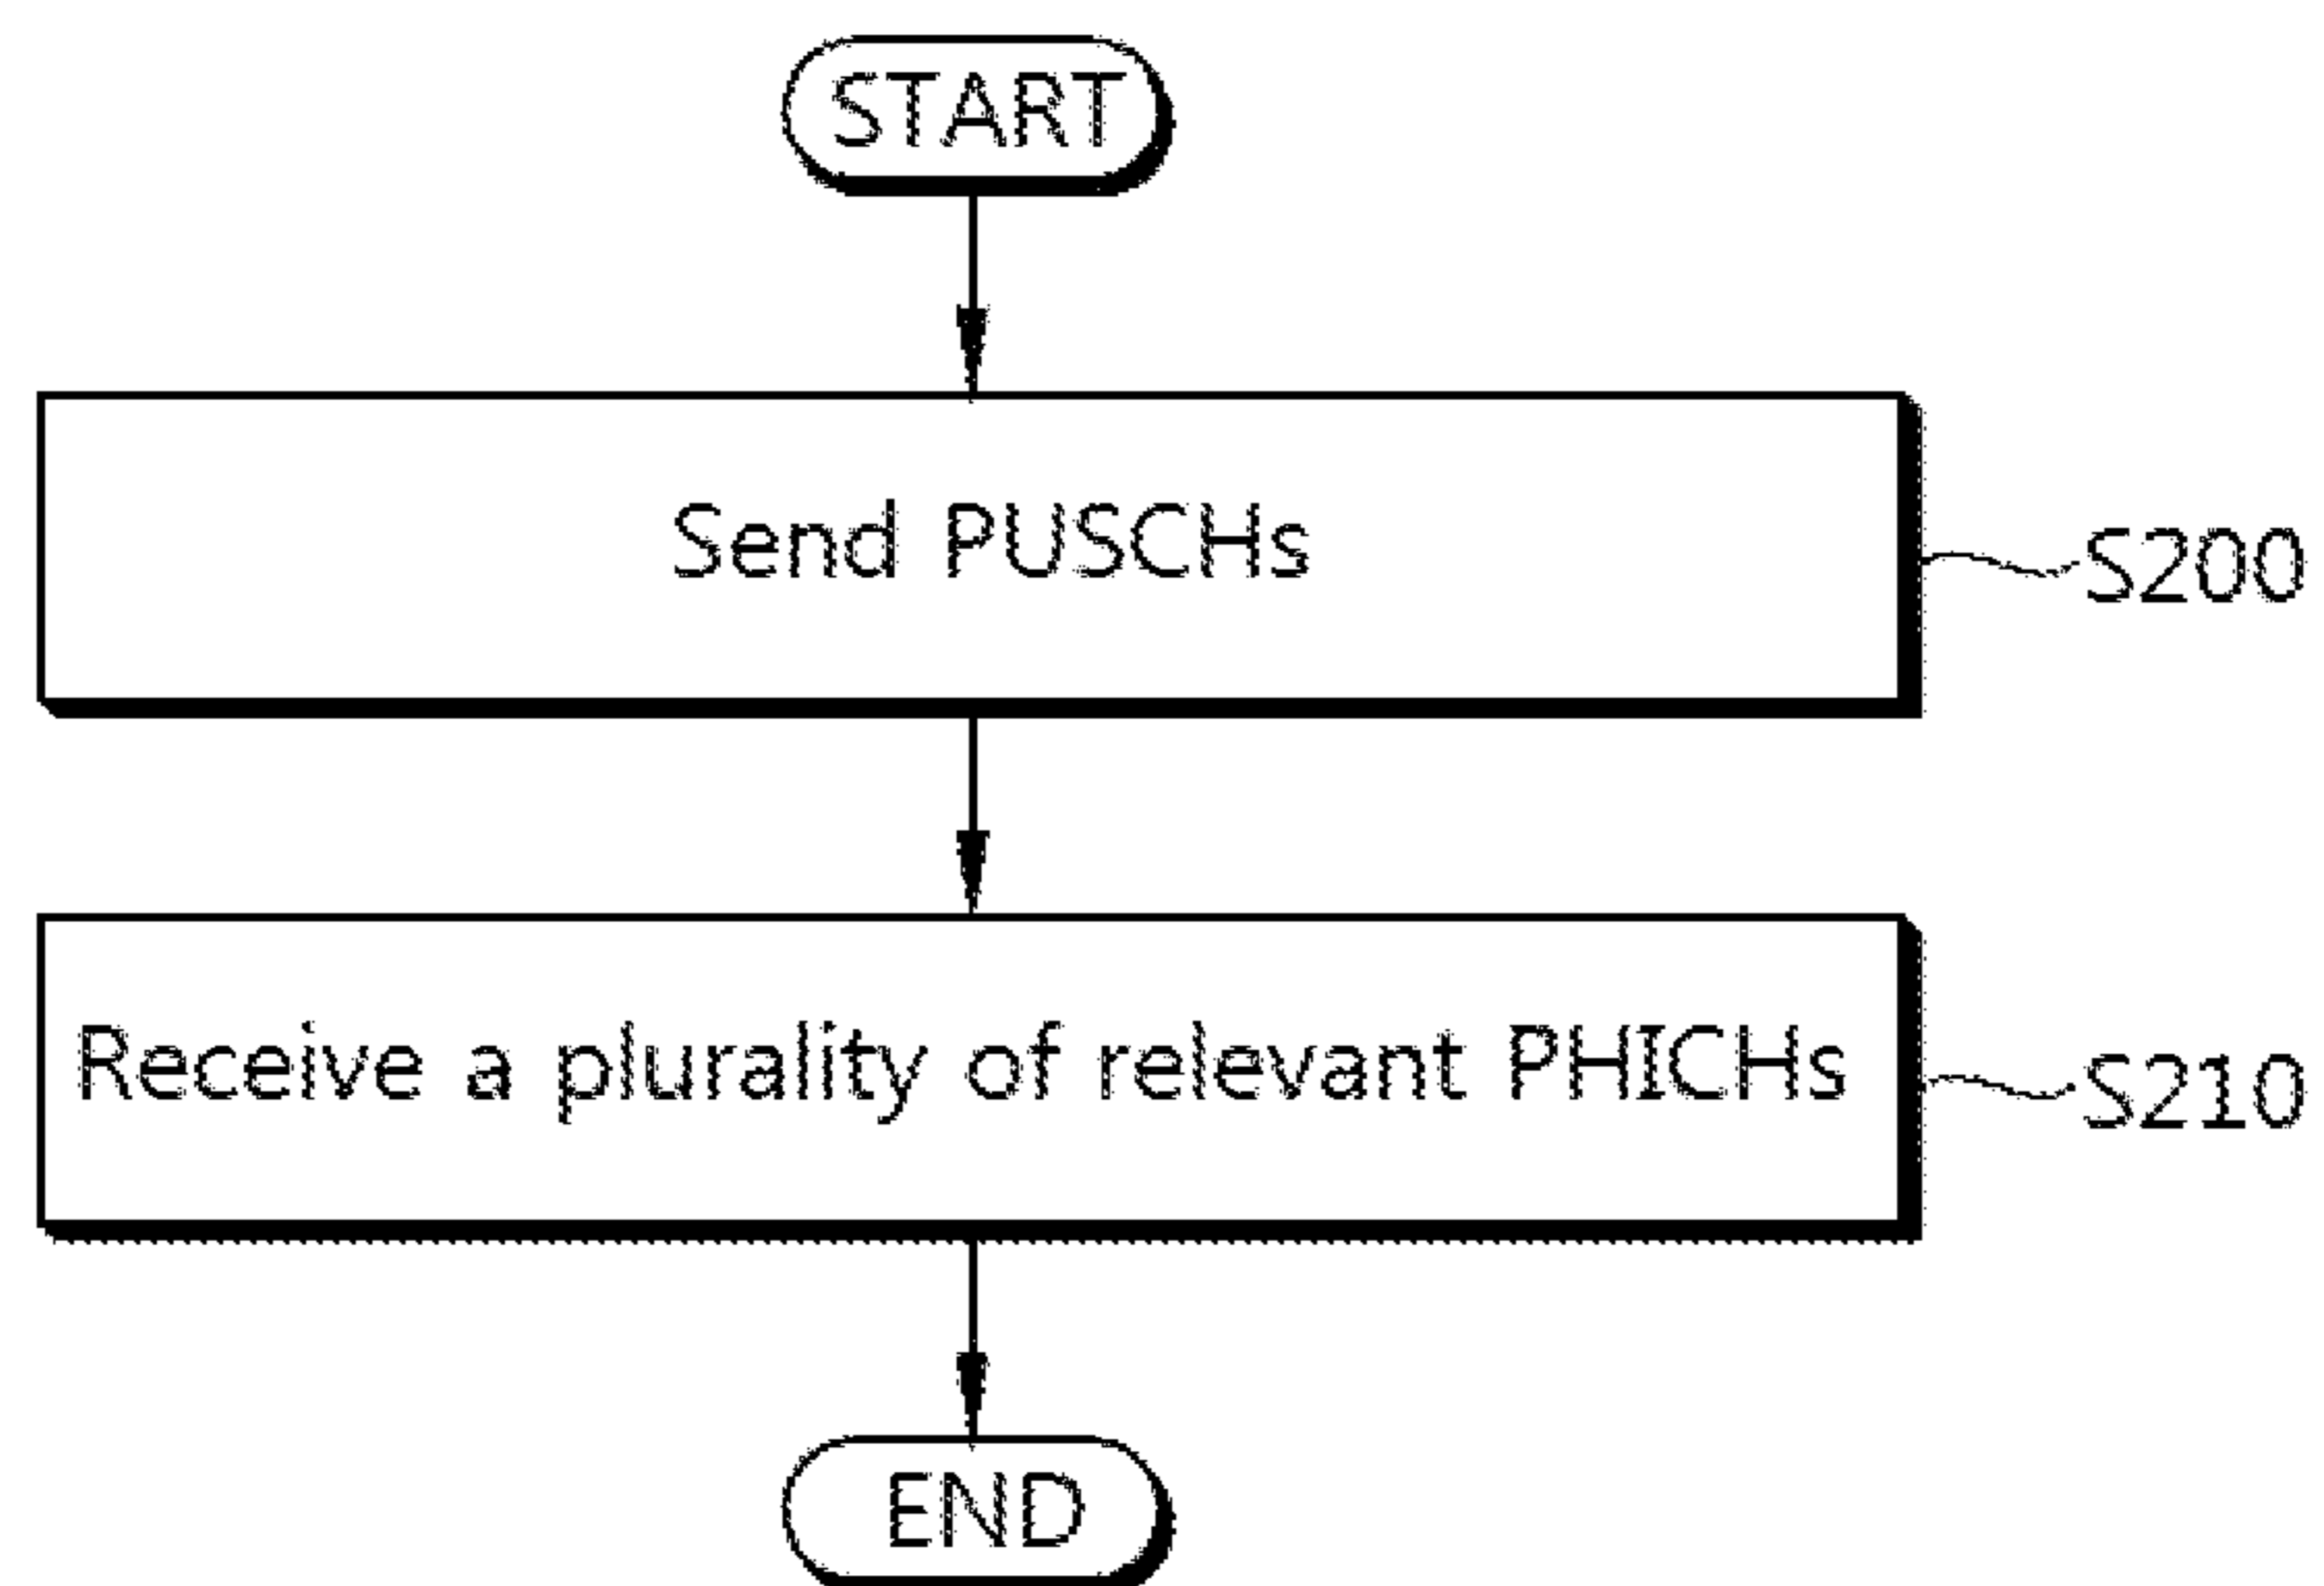 START
Send PUSCHs
S200
Receive a plurality of relevant PHICHs
S210
END